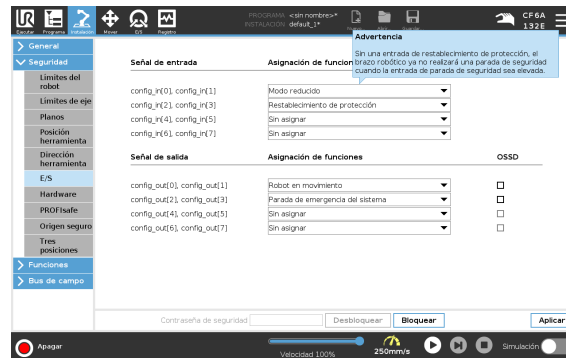 PROGRAMA <sin nombre>*
INSTALACIÓN default_1*
CF6A
132E
Ejecutar Programa Instalación Mover E/S Registro
Advertencia
Sin una entrada de restablecimiento de protección, el
brazo robótico ya no realizará una parada de seguridad
cuando la entrada de parada de seguridad sea elevada.
General
Seguridad
Límites del
robot
Límites de eje
Planos
Posición
herramienta
Dirección
herramienta
E/S
Hardware
PROFIsafe
Origen seguro
Tres
posiciones
Funciones
Bus de campo
Señal de entrada Asignación de funcion
config_in[0], config_in[1] Modo reducido
config_in[2], config_in[3] Restablecimiento de protección
config_in[4], config_in[5] Sin asignar
config_in[6], config_in[7] Sin asignar
Señal de salida Asignación de funciones OSSD
config_out[0], config_out[1] Robot en movimiento
config_out[2], config_out[3] Parada de emergencia del sistema
config_out[4], config_out[5] Sin asignar
config_out[6], config_out[7] Sin asignar
Contraseña de seguridad Desbloquear Bloquear Aplicar
Apagar Velocidad 100% 250mm/s Simulación